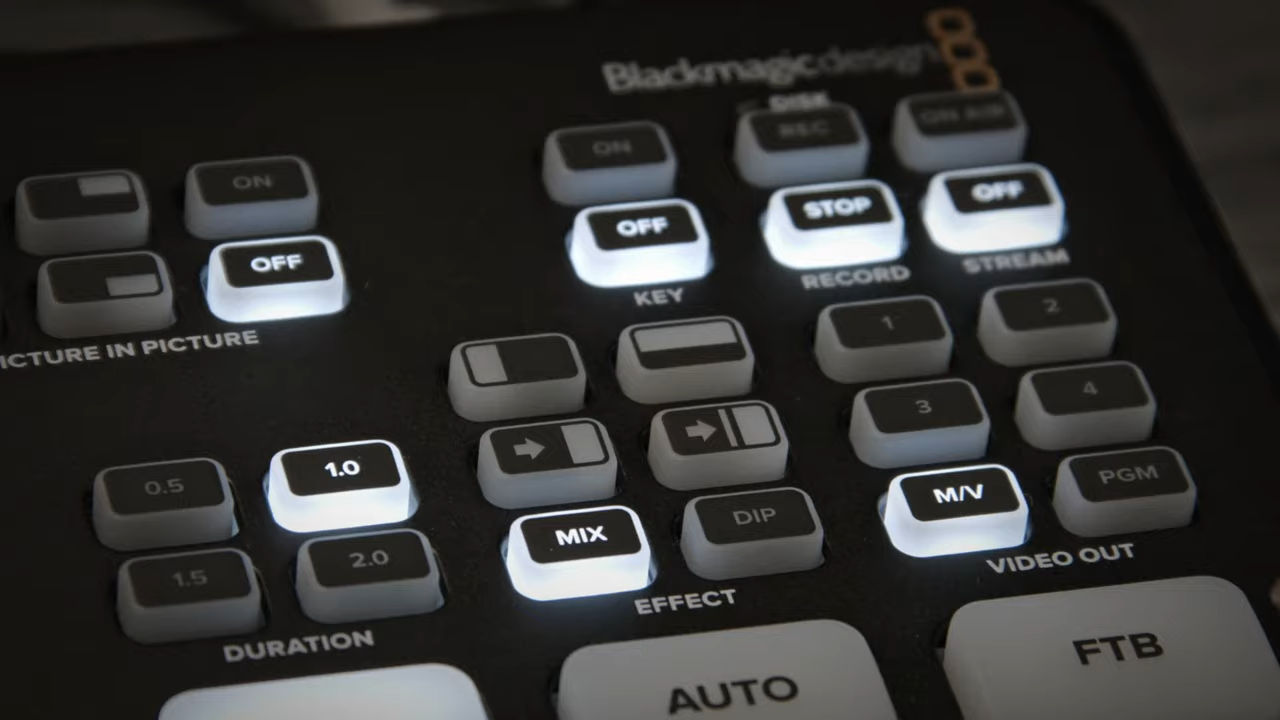 Blackmagicdesign
DISK
ON
REC
ON AIR
ON
OFF
STOP
OFF
OFF
KEY
RECORD
STREAM
ICTURE IN PICTURE
1
2
3
4
0.5
1.0
M/V
PGM
1.5
2.0
MIX
DIP
VIDEO OUT
DURATION
EFFECT
AUTO
FTB